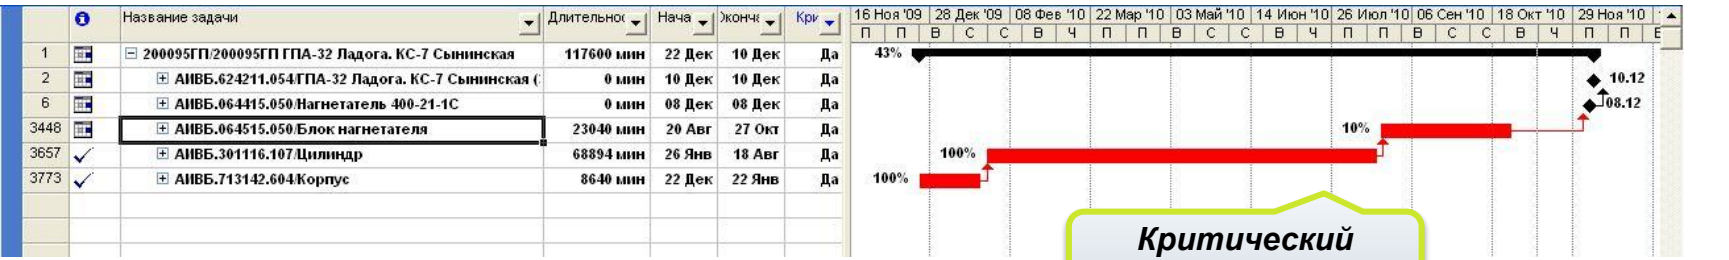 Название задачи Длительнос Нача Оконча Кри 16 Ноя '09 28 Дек '09 08 Фев '10 22 Мар '10 03 Май '10 14 Июн '10 26 Июл '10 06 Сен '10 18 Окт '10 29 Ноя '10
П П В С С В Ч П П В С С В Ч П П В С С В Ч П П В
1 200095ГП/200095ГП ГПА-32 Ладога. КС-7 Сынинская 117600 мин 22 Дек 10 Дек Да 43%
2 АИВБ.624211.054/ГПА-32 Ладога. КС-7 Сынинская ( 0 мин 10 Дек 10 Дек Да 10.12
6 АИВБ.064415.050/Нагнетатель 400-21-1С 0 мин 08 Дек 08 Дек Да 08.12
3448 АИВБ.064515.050/Блок нагнетателя 23040 мин 20 Авг 27 Окт Да 10%
3657 АИВБ.301116.107/Цилиндр 68894 мин 26 Янв 18 Авг Да 100%
3773 АИВБ.713142.604/Корпус 8640 мин 22 Дек 22 Янв Да 100%
Критический